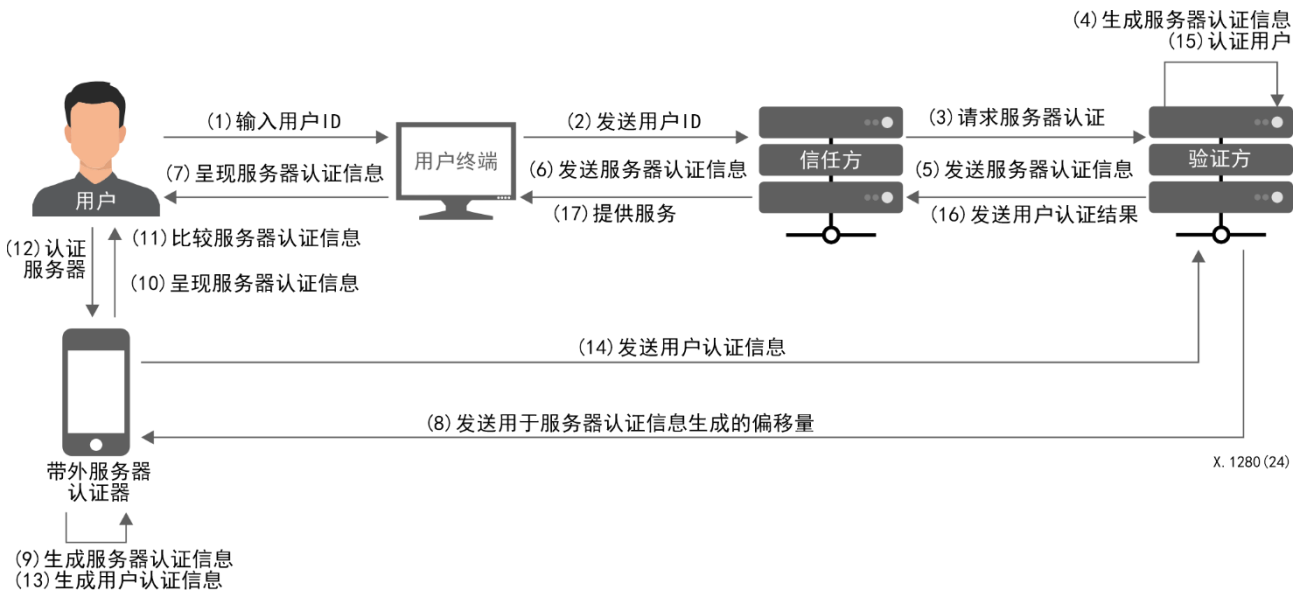 (4)生成服务器认证信息
(15)认证用户
(1)输入用户ID
(2)发送用户ID
(3)请求服务器认证
用户终端
信任方
验证方
(7)呈现服务器认证信息
(6)发送服务器认证信息
(5)发送服务器认证信息
用户
(17)提供服务
(16)发送用户认证结果
(12)认证
服务器
(11)比较服务器认证信息
(10)呈现服务器认证信息
(14)发送用户认证信息
(8)发送用于服务器认证信息生成的偏移量
X.1280(24)
带外服务器
认证器
(9)生成服务器认证信息
(13)生成用户认证信息